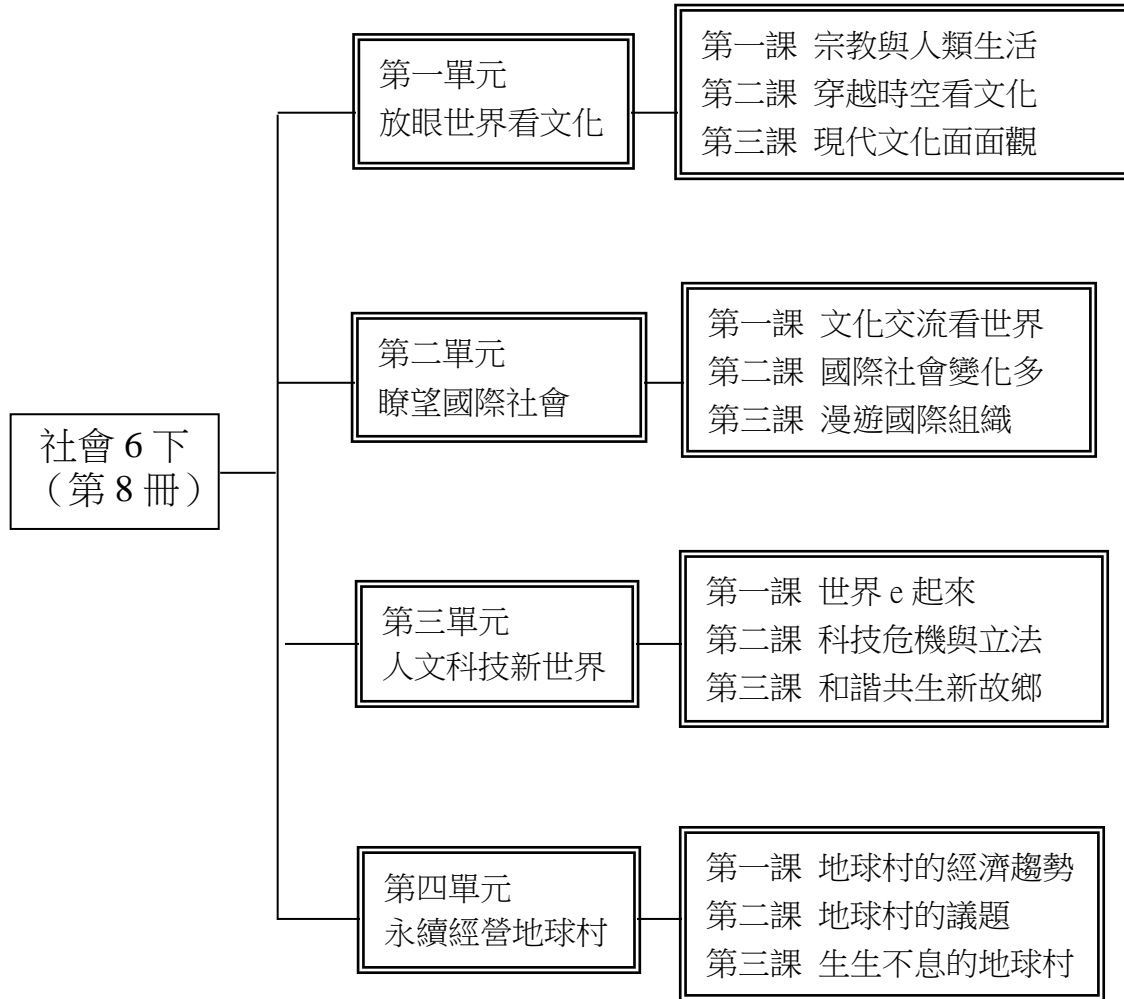 社會 6 下
（第 8 冊）
第一單元
放眼世界看文化
第一課 宗教與人類生活
第二課 穿越時空看文化
第三課 現代文化面面觀
第二單元
瞭望國際社會
第一課 文化交流看世界
第二課 國際社會變化多
第三課 漫遊國際組織
第三單元
人文科技新世界
第一課 世界 e 起來
第二課 科技危機與立法
第三課 和諧共生新故鄉
第四單元
永續經營地球村
第一課 地球村的經濟趨勢
第二課 地球村的議題
第三課 生生不息的地球村